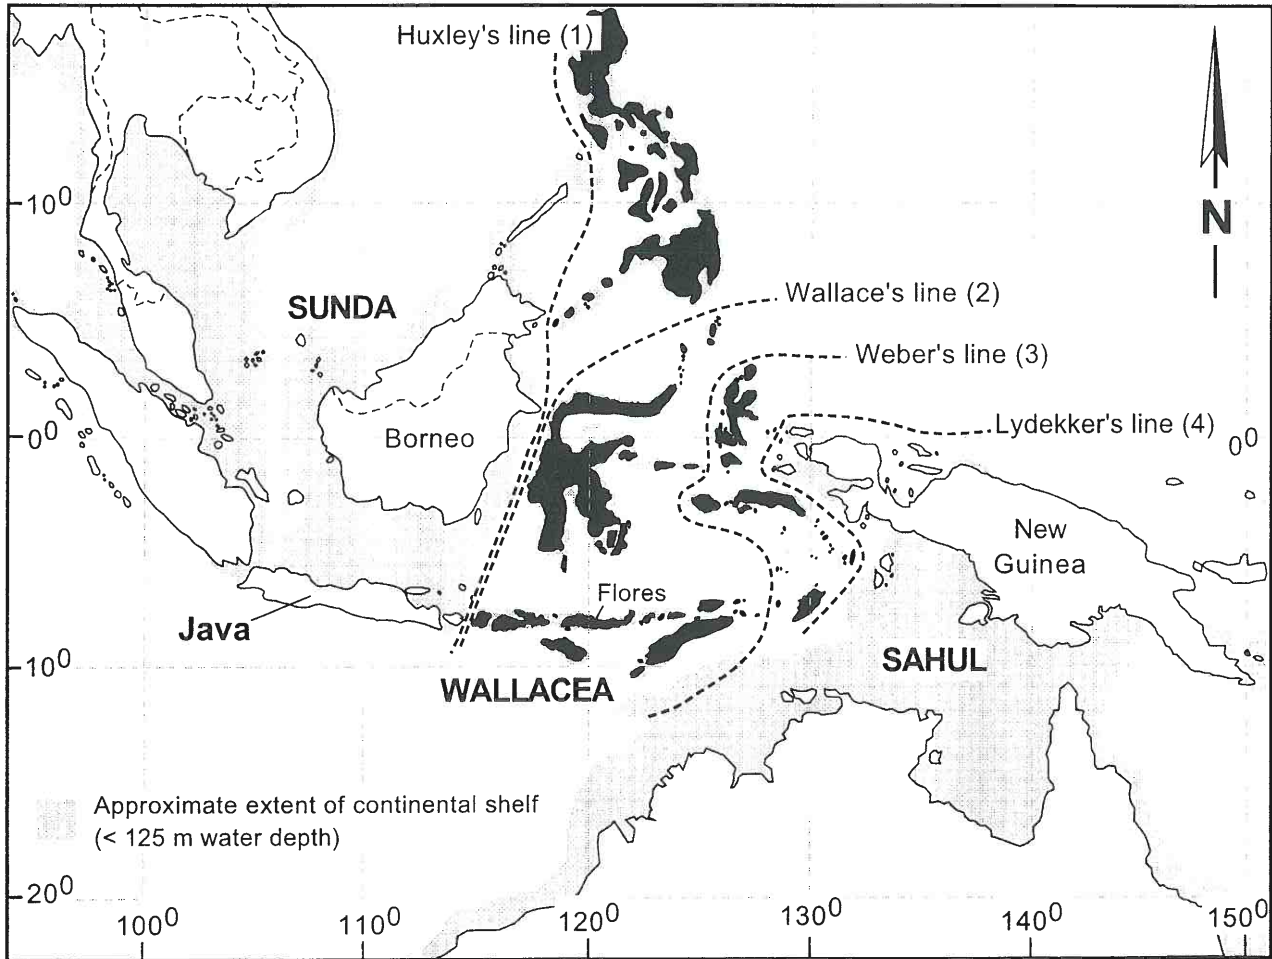 Huxley's line (1)
10⁰
N
SUNDA
Wallace's line (2)
Weber's line (3)
Lydekker's line (4)
0⁰
Borneo
0⁰
New
Guinea
Flores
Java
10⁰
WALLACEA
SAHUL
Approximate extent of continental shelf
(< 125 m water depth)
20⁰
100⁰ 110⁰ 120⁰ 130⁰ 140⁰ 150⁰